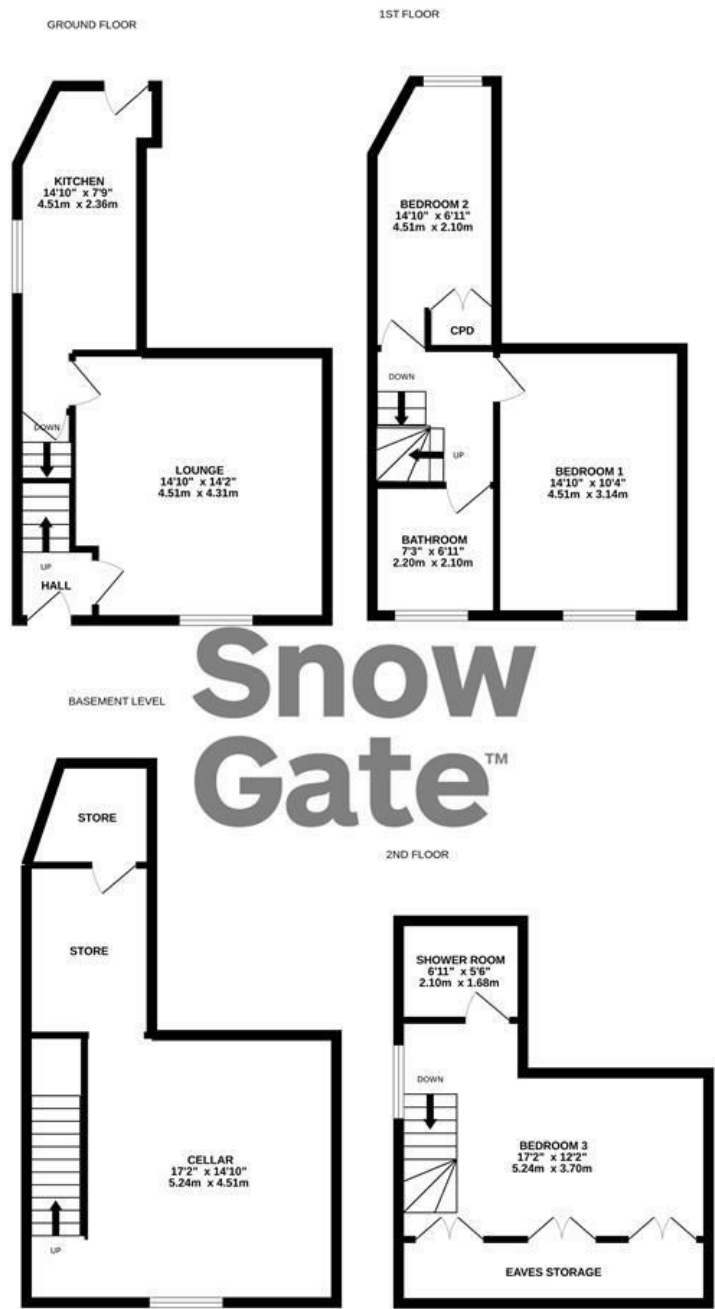 GROUND FLOOR
KITCHEN
14'10" x 7'9"
4.51m x 2.36m
DOWN
LOUNGE
14'10" x 14'2"
4.51m x 4.31m
UP
HALL
1ST FLOOR
BEDROOM 2
14'10" x 6'11"
4.51m x 2.10m
CPD
DOWN
UP
BEDROOM 1
14'10" x 10'4"
4.51m x 3.14m
BATHROOM
7'3" x 6'11"
2.20m x 2.10m
Snow
Gate™
BASEMENT LEVEL
STORE
STORE
CELLAR
17'2" x 14'10"
5.24m x 4.51m
UP
2ND FLOOR
SHOWER ROOM
6'11" x 5'6"
2.10m x 1.68m
DOWN
BEDROOM 3
17'2" x 12'2"
5.24m x 3.70m
EAVES STORAGE